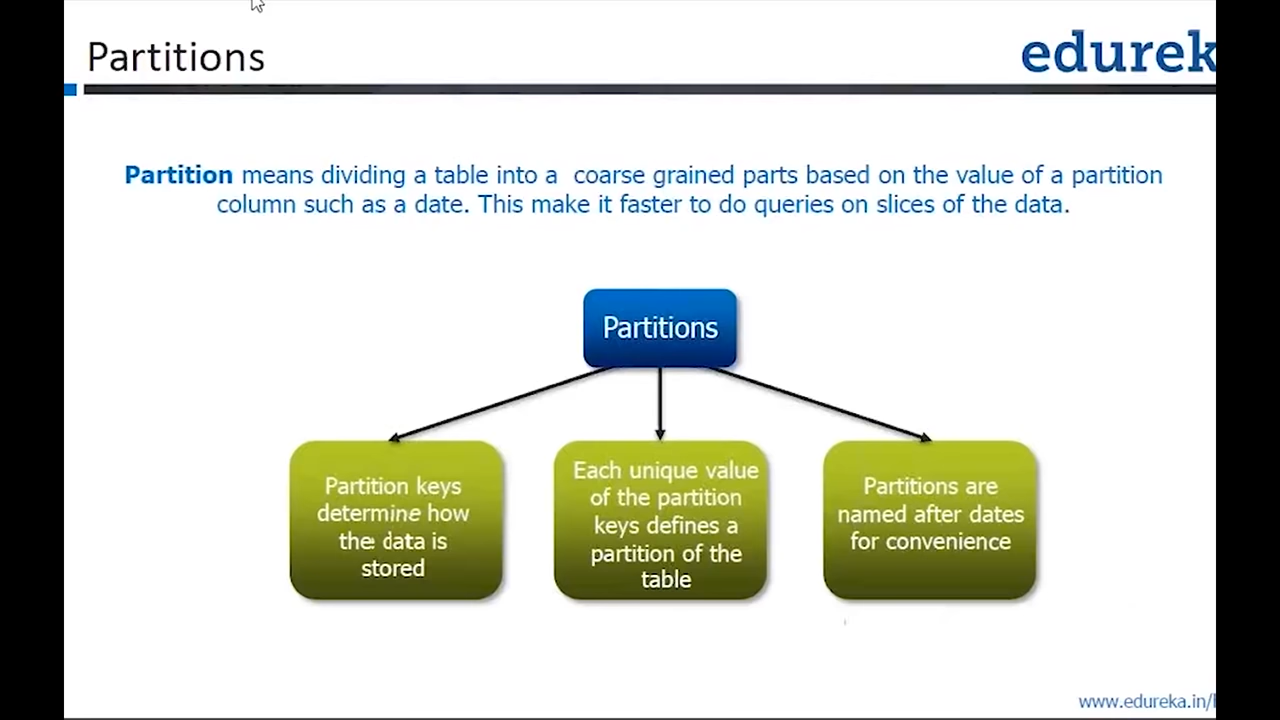 Partitions
edurek
Partition means dividing a table into a coarse grained parts based on the value of a partition
column such as a date. This make it faster to do queries on slices of the data.
Partitions
Partition keys
determine how
the data is
stored
Each unique value
of the partition
keys defines a
partition of the
table
Partitions are
named after dates
for convenience
www.edureka.in/